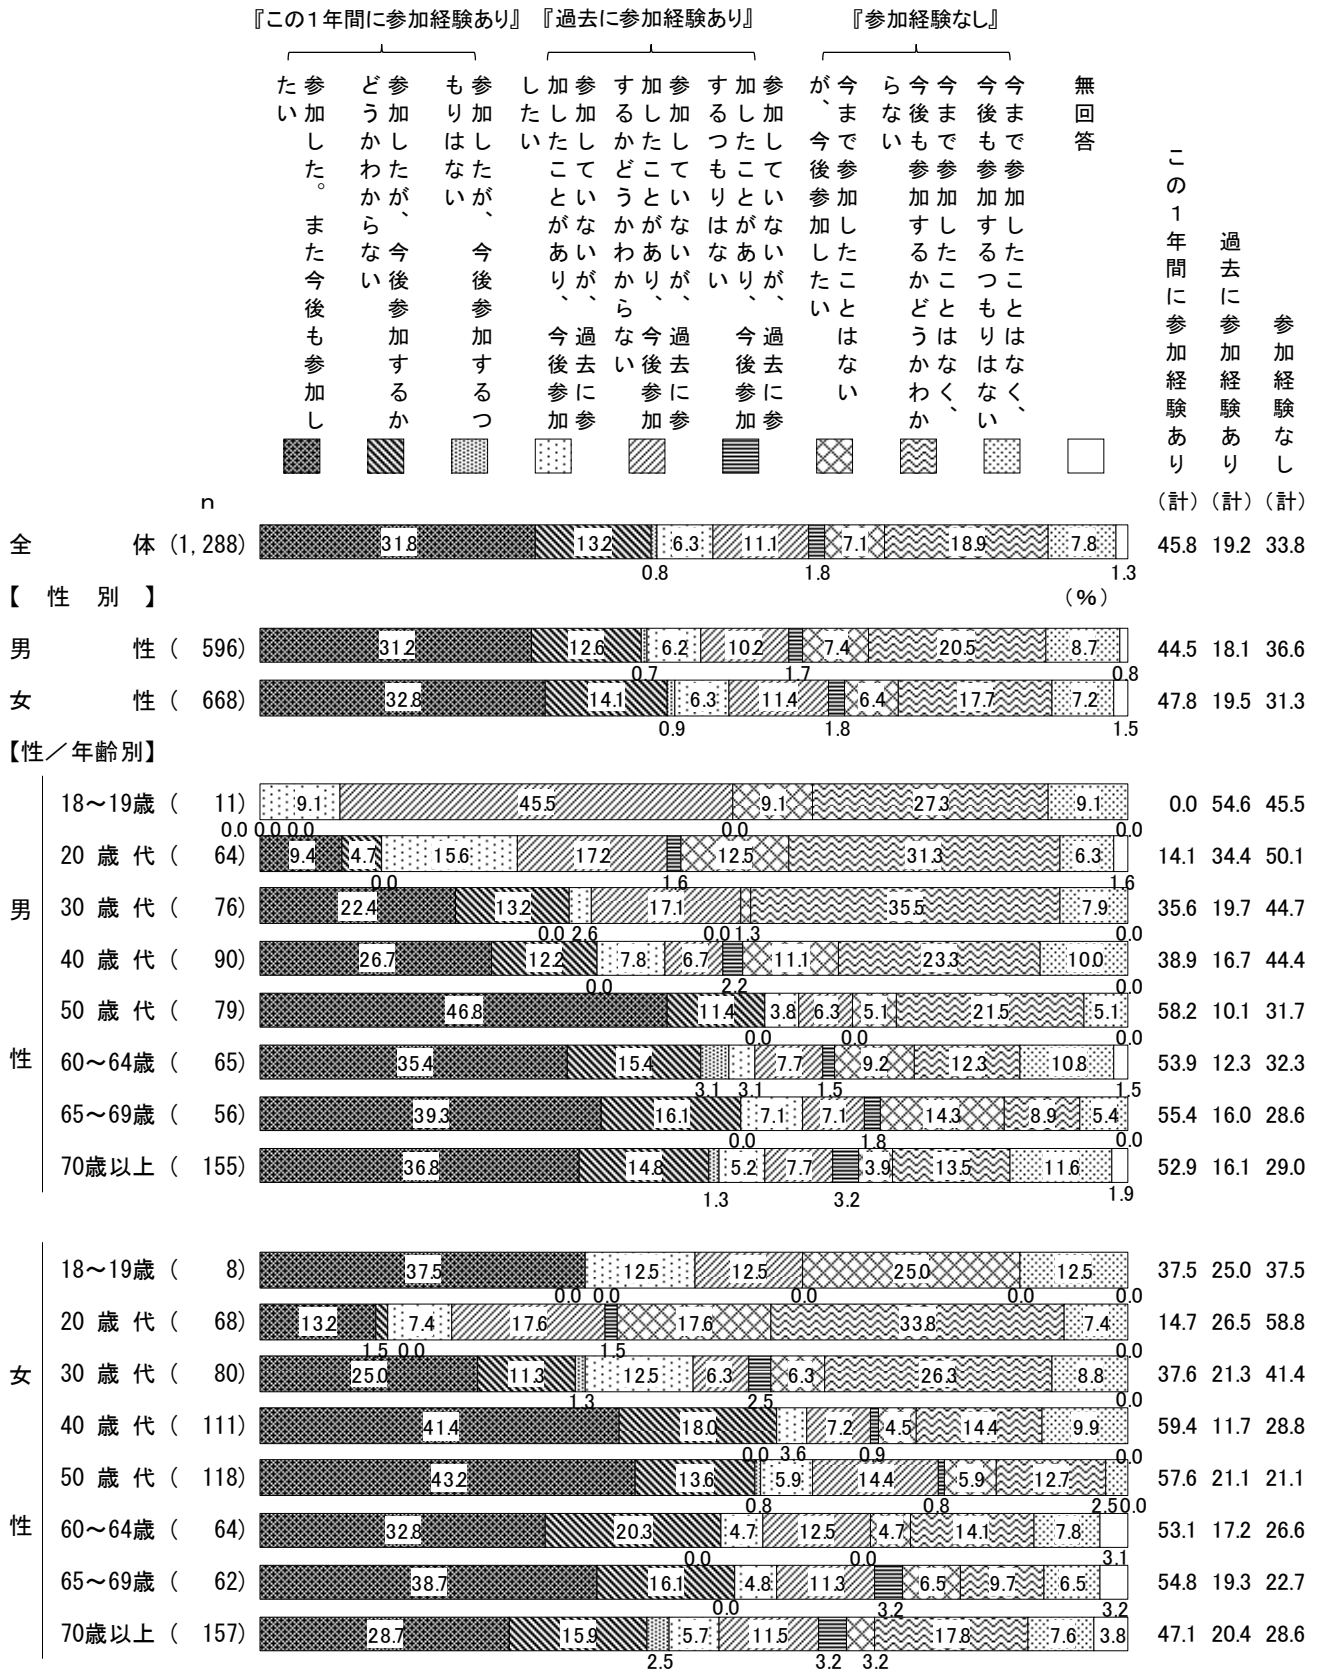 『この１年間に参加経験あり』 『過去に参加経験あり』 『参加経験なし』
参加した。また今後も参加し
たい
参加したが、今後参加するか
どうかわからない
参加したが、今後参加するつ
もりはない
参加していないが、過去に参
加したことがあり、今後参加
したい
参加していないが、過去に参
加したことがあり、今後参加
するかどうかわからない
参加していないが、過去に参
加したことがあり、今後参加
するつもりはない
今まで参加したことはない
が、今後参加したい
今まで参加したことはなく、
今後も参加するかどうかわか
らない
今まで参加したことはなく、
今後も参加するつもりはない
無回答
この１年間に参加経験あり
（計）
過去に参加経験あり
（計）
参加経験なし
（計）
ｎ
全体 (1,288) 31.8 13.2 6.3 11.1 7.1 18.9 7.8 45.8 19.2 33.8
0.8 1.8 1.3
【性別】 （％）
男性 ( 596) 31.2 12.6 6.2 10.2 7.4 20.5 8.7 44.5 18.1 36.6
0.7 1.7 0.8
女性 ( 668) 32.8 14.1 6.3 11.4 6.4 17.7 7.2 47.8 19.5 31.3
0.9 1.8 1.5
【性／年齢別】
男性
18～19歳 ( 11) 9.1 45.5 9.1 27.3 9.1 0.0 54.6 45.5
0.0 0.0 0.0 0.0 0.0
20歳代 ( 64) 9.4 4.7 15.6 17.2 12.5 31.3 6.3 14.1 34.4 50.1
0.0 1.6 1.6
30歳代 ( 76) 22.4 13.2 17.1 35.5 7.9 35.6 19.7 44.7
0.0 2.6 0.0 1.3 0.0
40歳代 ( 90) 26.7 12.2 7.8 6.7 11.1 23.3 10.0 38.9 16.7 44.4
0.0 2.2 0.0
50歳代 ( 79) 46.8 11.4 3.8 6.3 5.1 21.5 5.1 58.2 10.1 31.7
0.0 0.0 0.0
60～64歳 ( 65) 35.4 15.4 7.7 9.2 12.3 10.8 53.9 12.3 32.3
3.1 3.1 1.5 1.5
65～69歳 ( 56) 39.3 16.1 7.1 7.1 14.3 8.9 5.4 55.4 16.0 28.6
0.0 1.8 0.0
70歳以上 ( 155) 36.8 14.8 5.2 7.7 3.9 13.5 11.6 52.9 16.1 29.0
1.3 3.2 1.9
女性
18～19歳 ( 8) 37.5 12.5 12.5 25.0 12.5 37.5 25.0 37.5
0.0 0.0 0.0 0.0 0.0
20歳代 ( 68) 13.2 7.4 17.6 17.6 33.8 7.4 14.7 26.5 58.8
1.5 0.0 1.5 0.0
30歳代 ( 80) 25.0 11.3 12.5 6.3 6.3 26.3 8.8 37.6 21.3 41.4
1.3 2.5 0.0
40歳代 ( 111) 41.4 18.0 7.2 4.5 14.4 9.9 59.4 11.7 28.8
0.0 3.6 0.9 0.0
50歳代 ( 118) 43.2 13.6 5.9 14.4 5.9 12.7 57.6 21.1 21.1
0.8 0.8 2.5 0.0
60～64歳 ( 64) 32.8 20.3 4.7 12.5 4.7 14.1 7.8 53.1 17.2 26.6
0.0 0.0 3.1
65～69歳 ( 62) 38.7 16.1 4.8 11.3 6.5 9.7 6.5 54.8 19.3 22.7
0.0 3.2 3.2
70歳以上 ( 157) 28.7 15.9 5.7 11.5 17.8 7.6 3.8 47.1 20.4 28.6
2.5 3.2 3.2